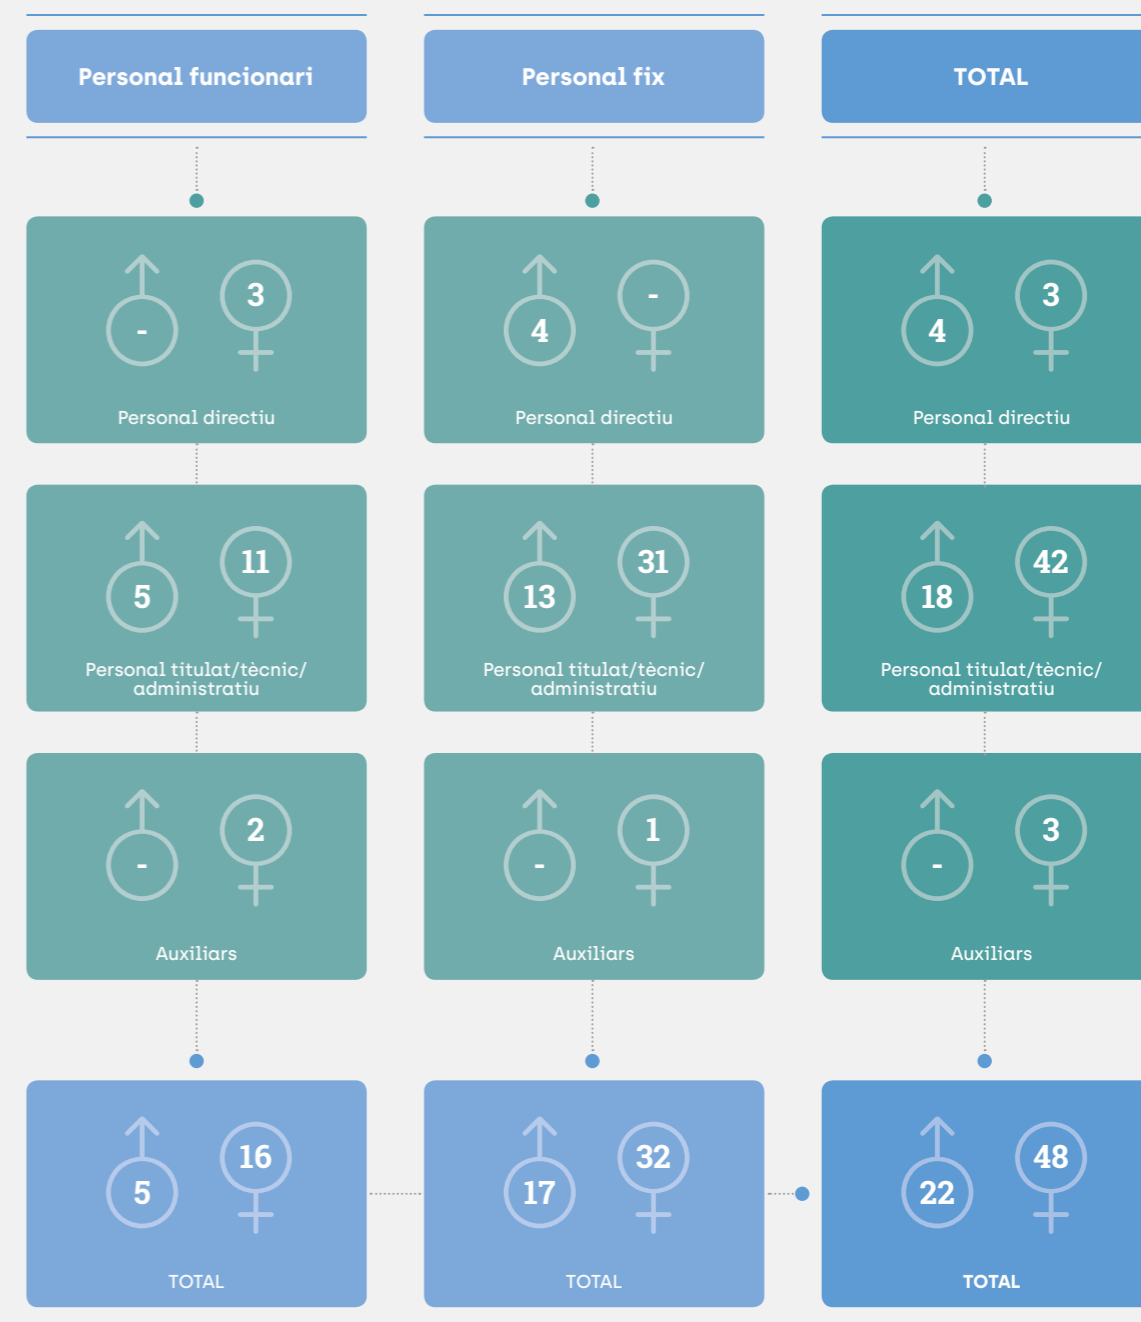 Personal funcionari
Personal fix
TOTAL
- 3
Personal directiu
4 -
Personal directiu
4 3
Personal directiu
5 11
Personal titulat/tècnic/
administratiu
13 31
Personal titulat/tècnic/
administratiu
18 42
Personal titulat/tècnic/
administratiu
- 2
Auxiliars
- 1
Auxiliars
- 3
Auxiliars
5 16
TOTAL
17 32
TOTAL
22 48
TOTAL